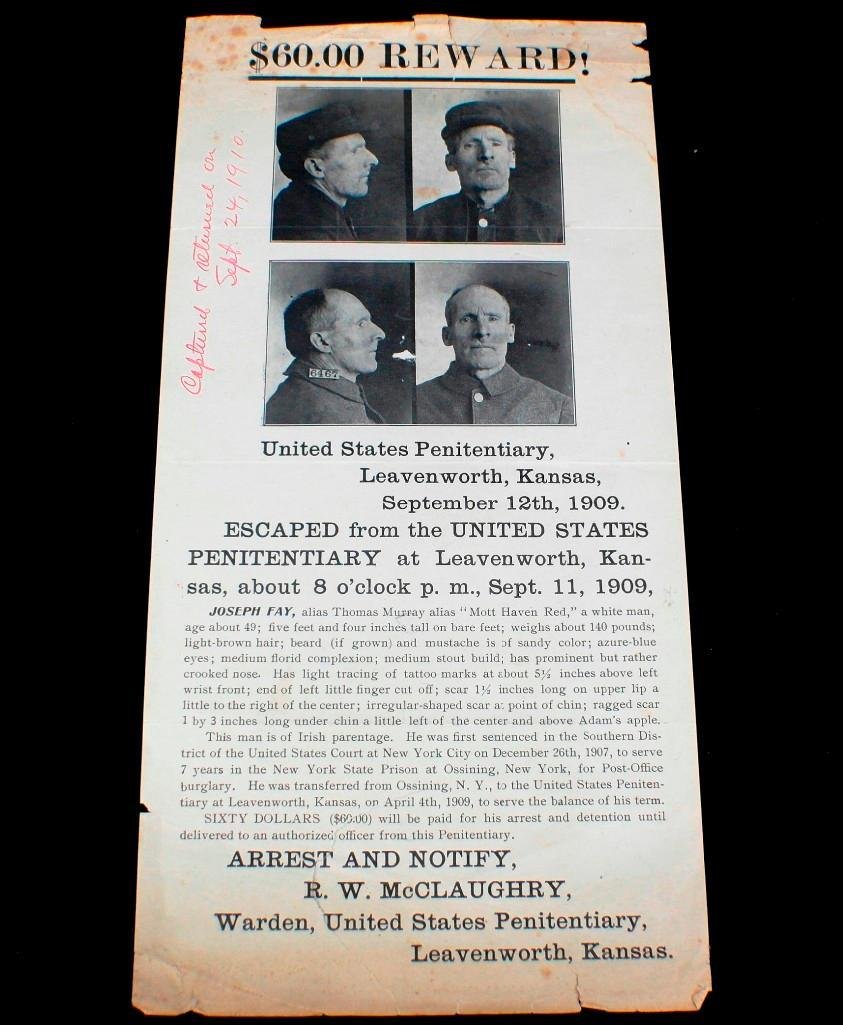 $60.00 REWARD!
Captured & returned on
Sept. 24, 1910.
6467
United States Penitentiary,
Leavenworth, Kansas,
September 12th, 1909.
ESCAPED from the UNITED STATES
PENITENTIARY at Leavenworth, Kan-
sas, about 8 o'clock p. m., Sept. 11, 1909,
JOSEPH FAY, alias Thomas Murray alias "Mott Haven Red," a white man,
age about 49; five feet and four inches tall on bare feet; weighs about 140 pounds;
light-brown hair; beard (if grown) and mustache is of sandy color; azure-blue
eyes; medium florid complexion; medium stout build; has prominent but rather
crooked nose. Has light tracing of tattoo marks at about 5½ inches above left
wrist front; end of left little finger cut off; scar 1½ inches long on upper lip a
little to the right of the center; irregular-shaped scar at point of chin; ragged scar
1 by 3 inches long under chin a little left of the center and above Adam's apple.
This man is of Irish parentage. He was first sentenced in the Southern Dis-
trict of the United States Court at New York City on December 26th, 1907, to serve
7 years in the New York State Prison at Ossining, New York, for Post-Office
burglary. He was transferred from Ossining, N. Y., to the United States Peniten-
tiary at Leavenworth, Kansas, on April 4th, 1909, to serve the balance of his term.
SIXTY DOLLARS ($60.00) will be paid for his arrest and detention until
delivered to an authorized officer from this Penitentiary.
ARREST AND NOTIFY,
R. W. McCLAUGHRY,
Warden, United States Penitentiary,
Leavenworth, Kansas.